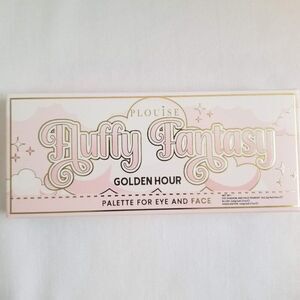 PLOUISE
Fluffy Fantasy
GOLDEN HOUR
PALETTE FOR EYE AND FACE